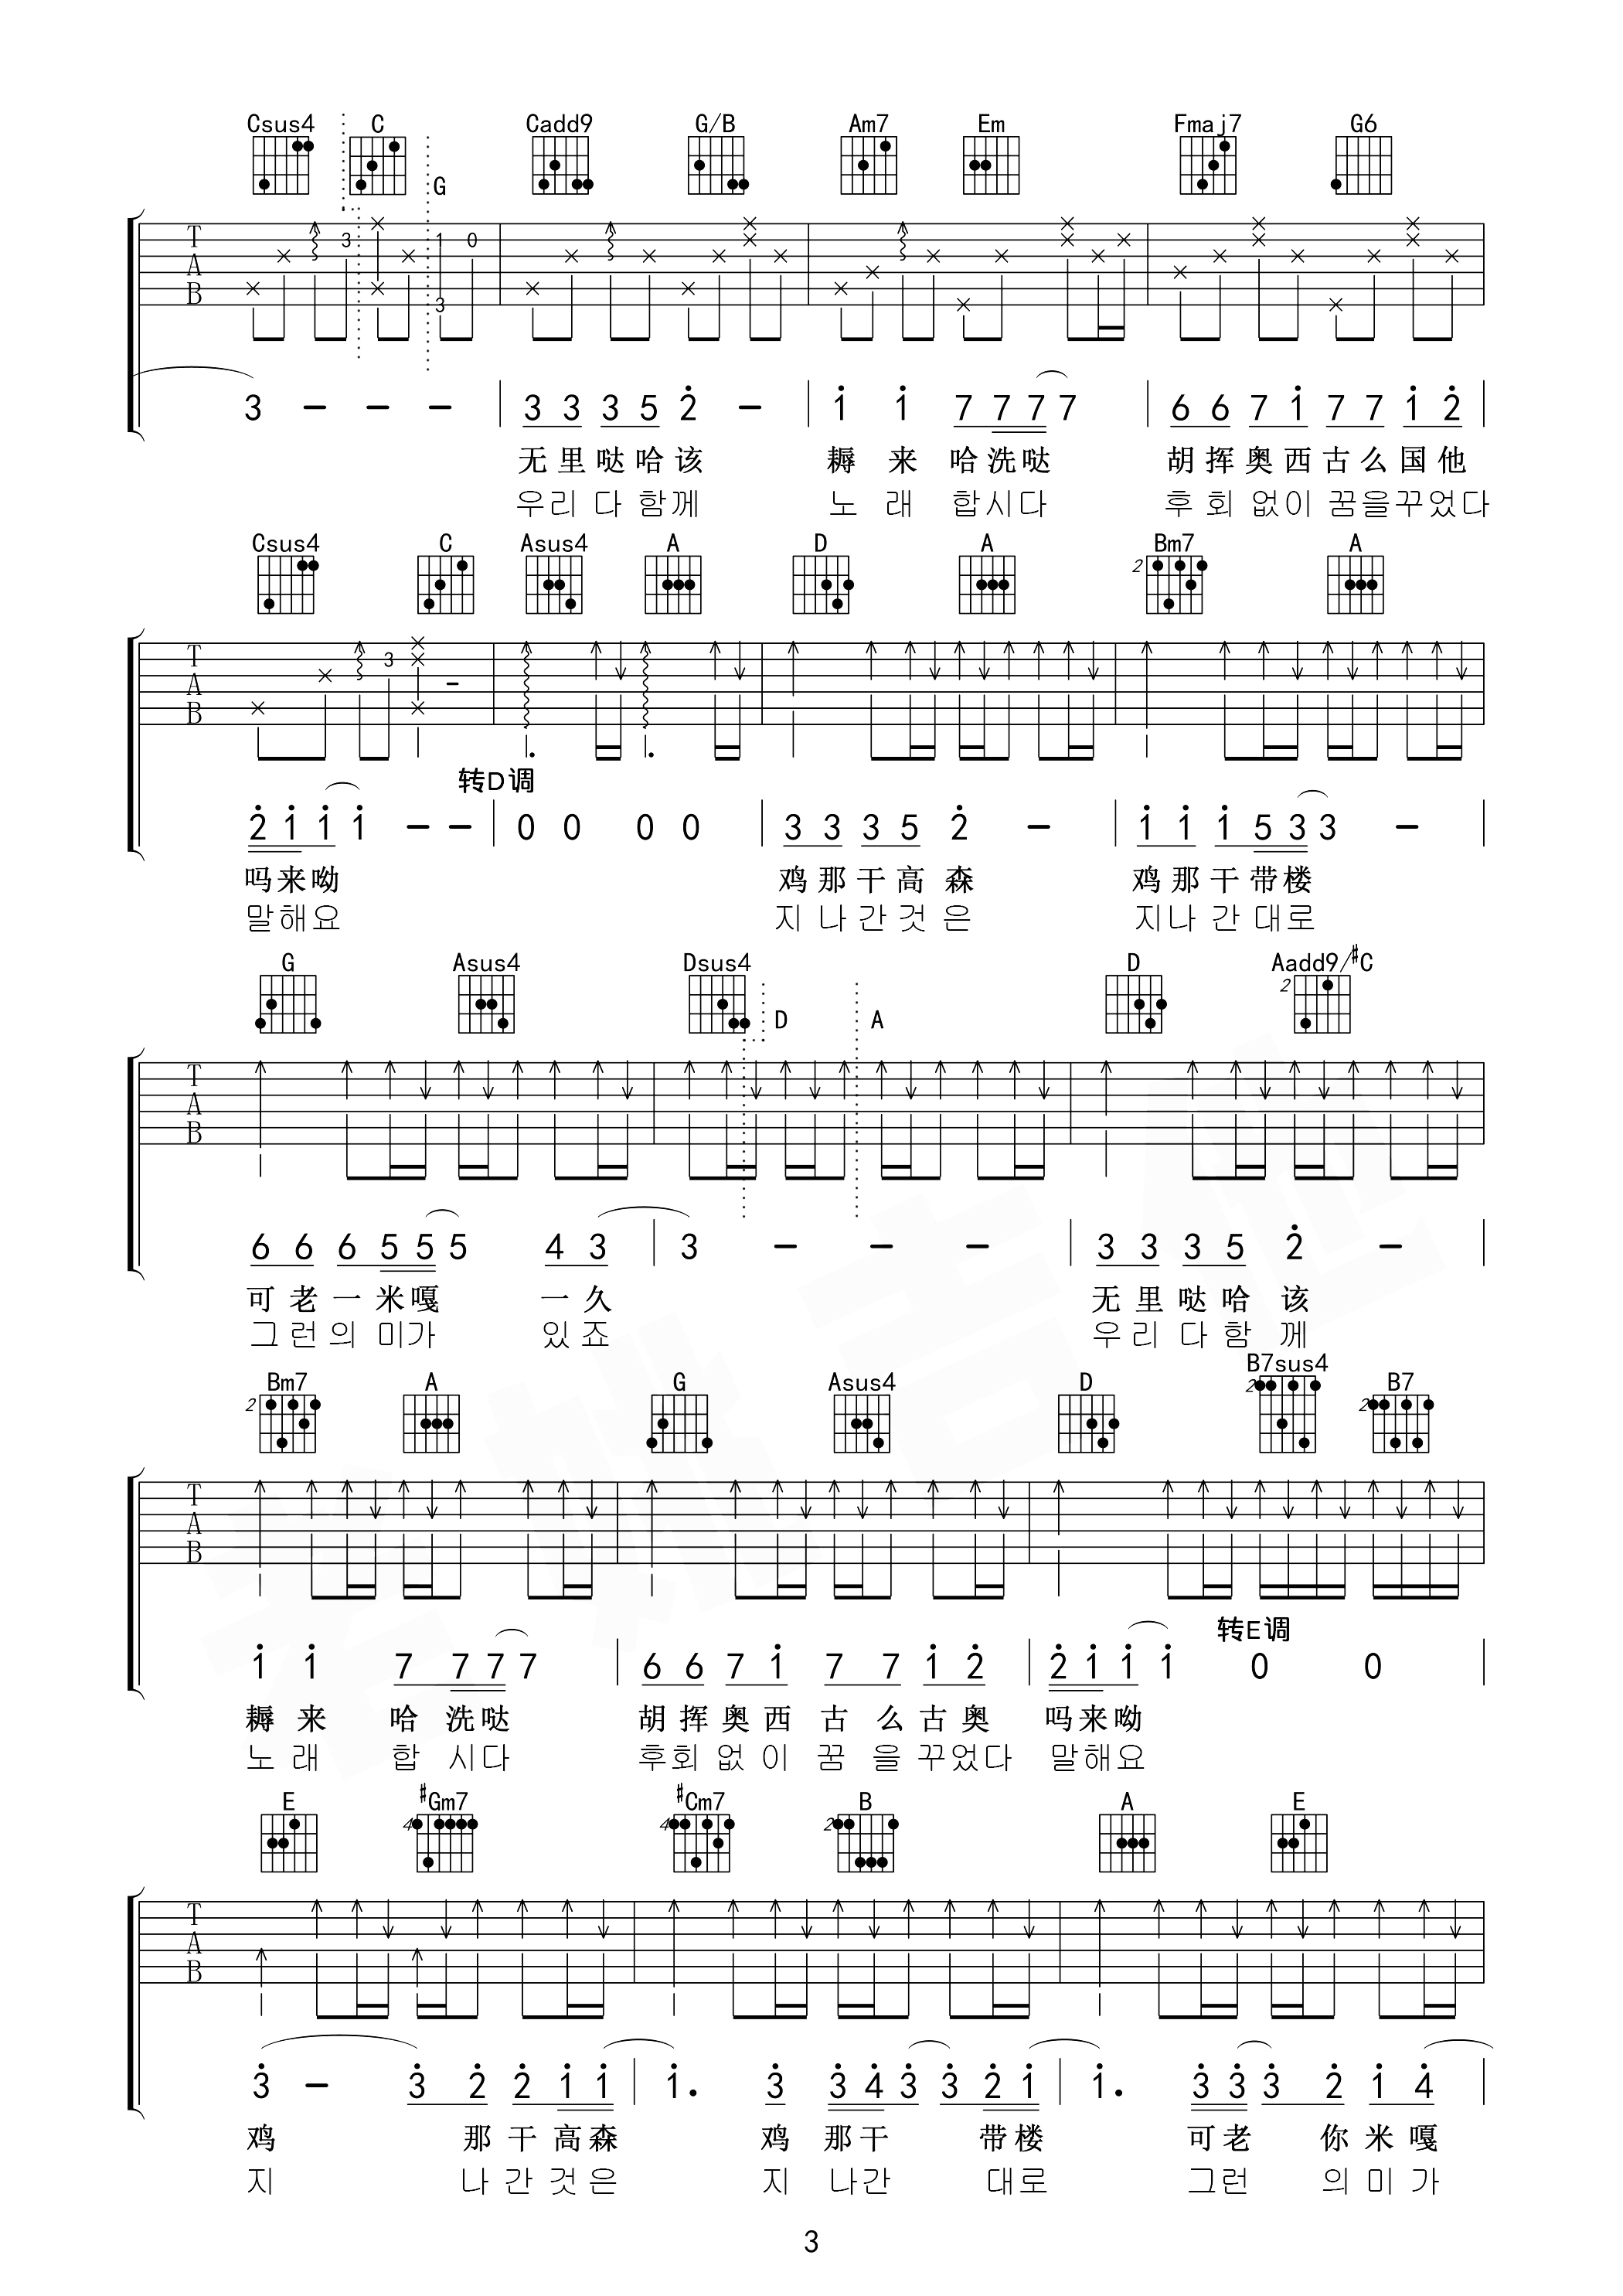 Csus4 C G Cadd9 G/B Am7 Em Fmaj7 G6
T A B 3 1 3 0
3 – – – 3 3 3 5 2 – 1 1 7 7 7 7 6 6 7 1 7 7 1 2
无里哒哈该 耨来 哈洗哒 胡挥奥西古么国他
우리다함께 노래 합시다 후회없이꿈을꾸었다
Csus4 C Asus4 A D A Bm7 A
2
T A B 3 –
转D调
2 1 1 1 – – 0 0 0 0 3 3 3 5 2 – 1 1 1 5 3 3 –
吗来呦 鸡那干高森 鸡那干带楼
말해요 지나간것은 지나간대로
G Asus4 Dsus4 D A D Aadd9/#C
2
T A B
6 6 6 5 5 5 4 3 3 – – – 3 3 3 5 2 –
可老一米嘎 一久 无里哒哈该
그런의미가 있죠 우리다함께
Bm7 A G Asus4 D B7sus4 B7
2 2 2
T A B
转E调
1 1 7 7 7 7 6 6 7 1 7 7 1 2 2 1 1 1 0 0
耨来 哈洗哒 胡挥奥西古么古奥 吗来呦
노래 합시다 후회없이꿈을꾸었다 말해요
E #Gm7 #Cm7 B A E
4 4 2
T A B
3 – 3 2 2 1 1 1. 3 3 4 3 3 2 1 1. 3 3 3 2 1 4
鸡 那干高森 鸡那干 带楼 可老 你米嘎
지 나간것은 지나간 대로 그런 의미가
3